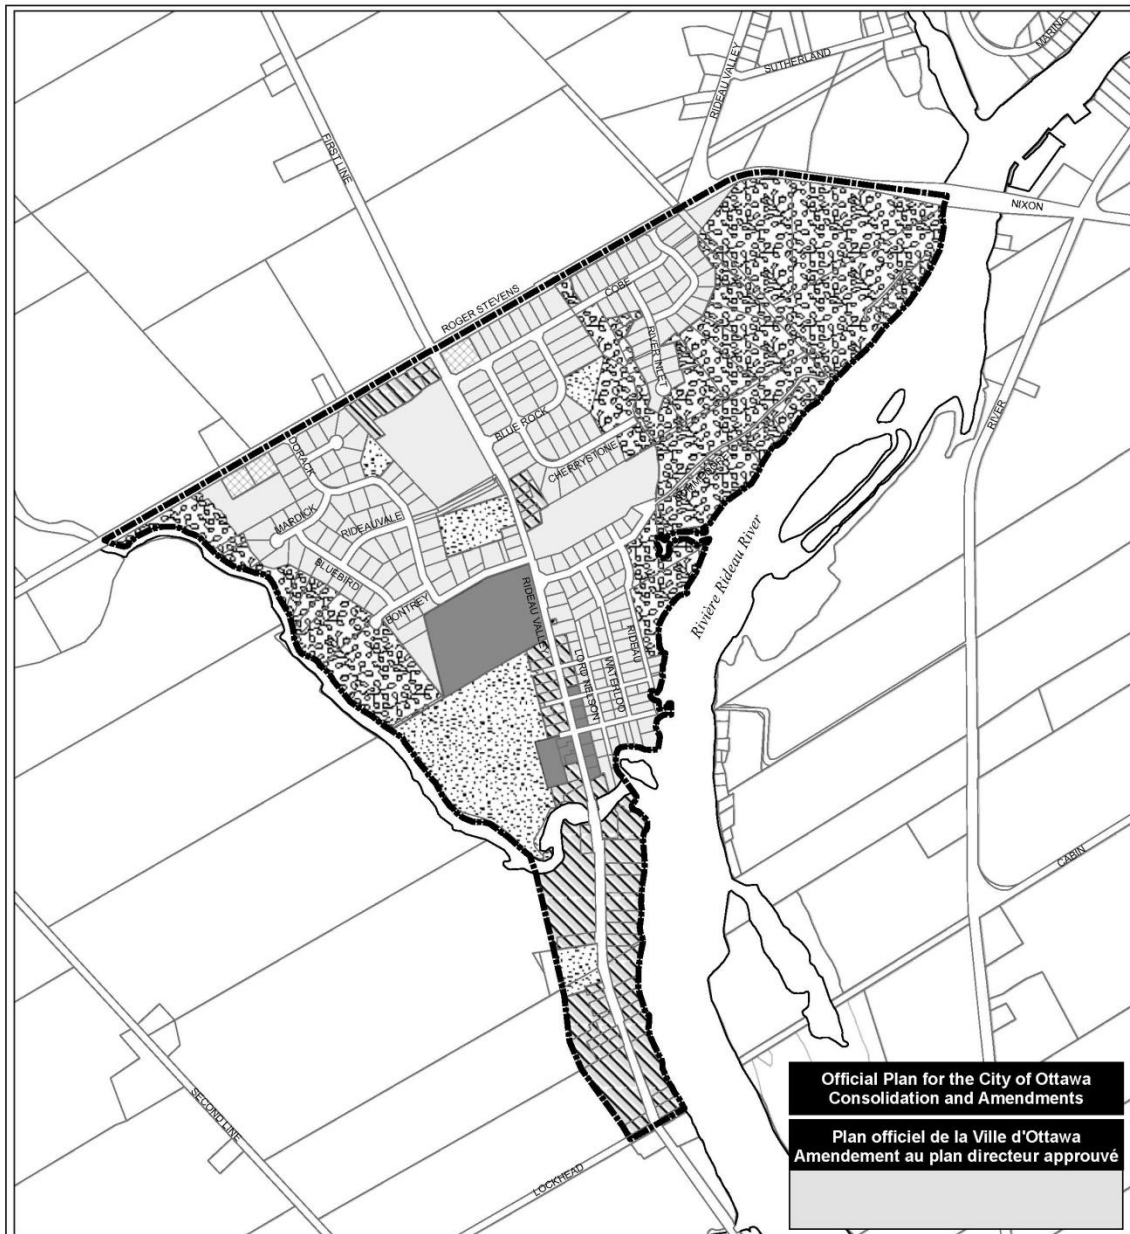 MARINA
SUTHERLAND
RIDEAU VALLEY
FIRST LINE
NIXON
ROGER STEVENS
COBE
RIVER INLET
BLUE ROCK
CHERRYSTONE
DORACK
MARDICK
RIDEAUVALE
BLUEBIRD
BONTREY
RIDEAU VALLEY
LORD NELSON
WATERLOO
RIDEAU
Rivière Rideau River
RIVER
CABIN
SECOND LINE
LOCKHEAD
Official Plan for the City of Ottawa
Consolidation and Amendments
Plan officiel de la Ville d'Ottawa
Amendement au plan directeur approuvé